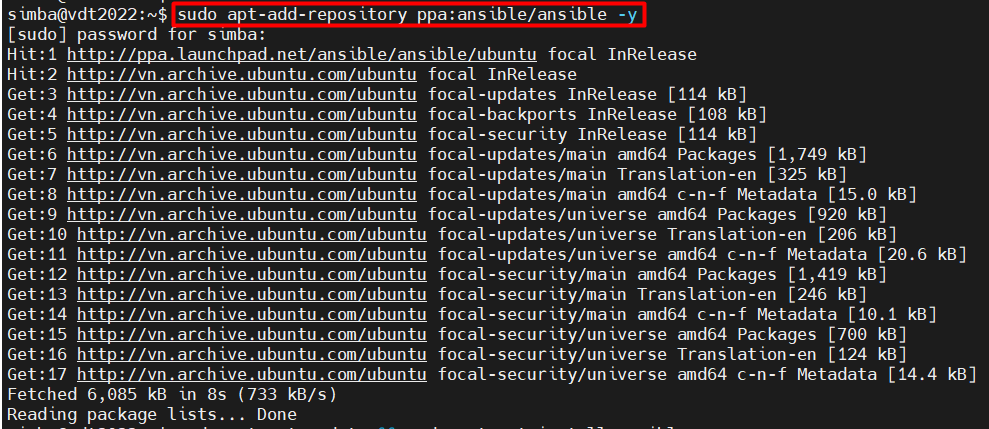 simba@vdt2022:~$ sudo apt-add-repository ppa:ansible/ansible -y
[sudo] password for simba:
Hit:1 http://ppa.launchpad.net/ansible/ansible/ubuntu focal InRelease
Hit:2 http://vn.archive.ubuntu.com/ubuntu focal InRelease
Get:3 http://vn.archive.ubuntu.com/ubuntu focal-updates InRelease [114 kB]
Get:4 http://vn.archive.ubuntu.com/ubuntu focal-backports InRelease [108 kB]
Get:5 http://vn.archive.ubuntu.com/ubuntu focal-security InRelease [114 kB]
Get:6 http://vn.archive.ubuntu.com/ubuntu focal-updates/main amd64 Packages [1,749 kB]
Get:7 http://vn.archive.ubuntu.com/ubuntu focal-updates/main Translation-en [325 kB]
Get:8 http://vn.archive.ubuntu.com/ubuntu focal-updates/main amd64 c-n-f Metadata [15.0 kB]
Get:9 http://vn.archive.ubuntu.com/ubuntu focal-updates/universe amd64 Packages [920 kB]
Get:10 http://vn.archive.ubuntu.com/ubuntu focal-updates/universe Translation-en [206 kB]
Get:11 http://vn.archive.ubuntu.com/ubuntu focal-updates/universe amd64 c-n-f Metadata [20.6 kB]
Get:12 http://vn.archive.ubuntu.com/ubuntu focal-security/main amd64 Packages [1,419 kB]
Get:13 http://vn.archive.ubuntu.com/ubuntu focal-security/main Translation-en [246 kB]
Get:14 http://vn.archive.ubuntu.com/ubuntu focal-security/main amd64 c-n-f Metadata [10.1 kB]
Get:15 http://vn.archive.ubuntu.com/ubuntu focal-security/universe amd64 Packages [700 kB]
Get:16 http://vn.archive.ubuntu.com/ubuntu focal-security/universe Translation-en [124 kB]
Get:17 http://vn.archive.ubuntu.com/ubuntu focal-security/universe amd64 c-n-f Metadata [14.4 kB]
Fetched 6,085 kB in 8s (733 kB/s)
Reading package lists... Done